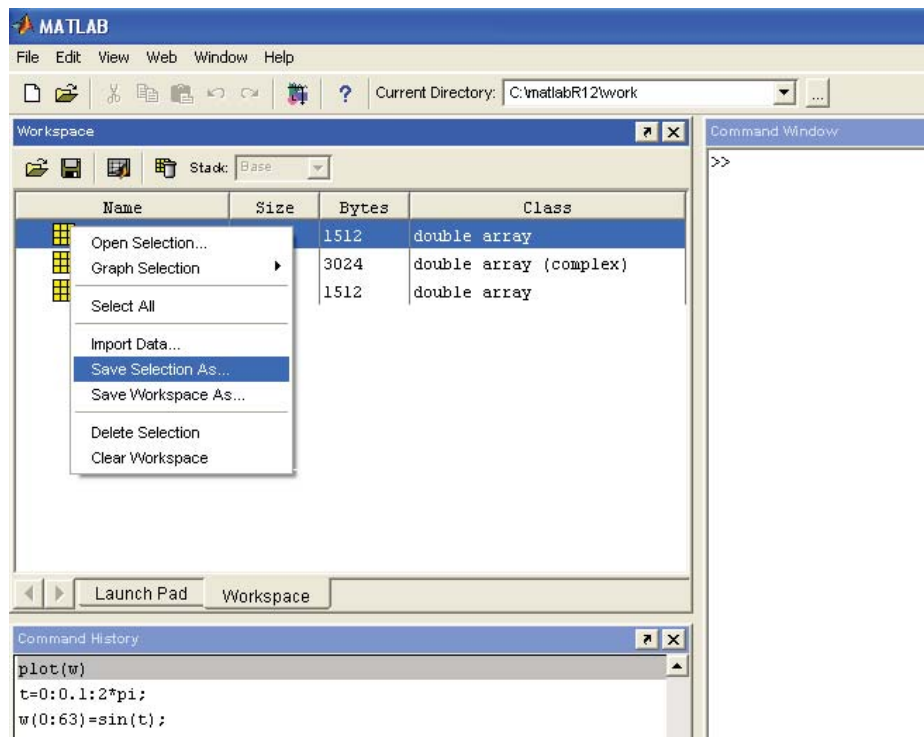 MATLAB
File Edit View Web Window Help
? Current Directory: C:\matlabR12\work ...
Workspace
Command Window
Stack: Base
>>
Name Size Bytes Class
1512 double array
3024 double array (complex)
1512 double array
Open Selection...
Graph Selection
Select All
Import Data...
Save Selection As...
Save Workspace As...
Delete Selection
Clear Workspace
Launch Pad Workspace
Command History
plot(w)
t=0:0.1:2*pi;
w(0:63)=sin(t);